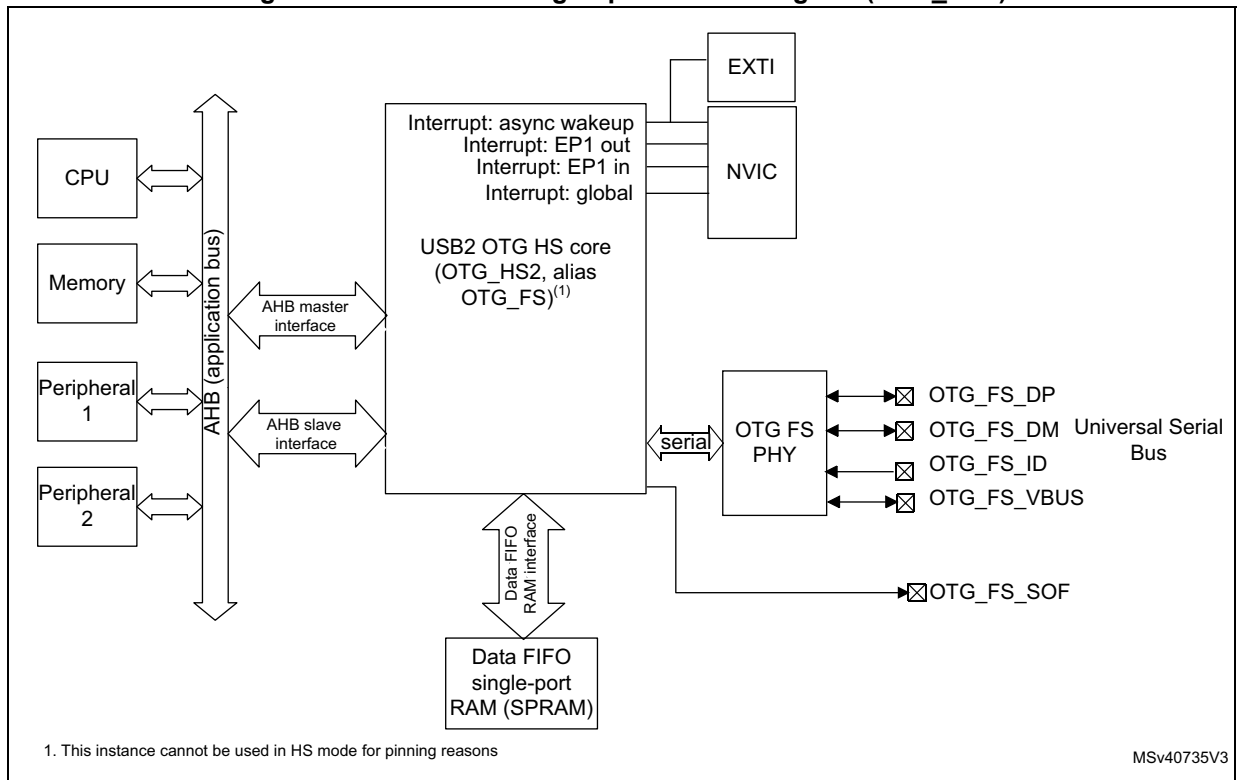 EXTI
Interrupt: async wakeup
Interrupt: EP1 out
Interrupt: EP1 in
Interrupt: global
NVIC
CPU
Memory
Peripheral
1
Peripheral
2
AHB (application bus)
AHB master
interface
AHB slave
interface
USB2 OTG HS core
(OTG_HS2, alias
OTG_FS)(1)
serial
OTG FS
PHY
OTG_FS_DP
OTG_FS_DM
OTG_FS_ID
OTG_FS_VBUS
Universal Serial
Bus
OTG_FS_SOF
Data FIFO
RAM interface
Data FIFO
single-port
RAM (SPRAM)
1. This instance cannot be used in HS mode for pinning reasons
MSv40735V3